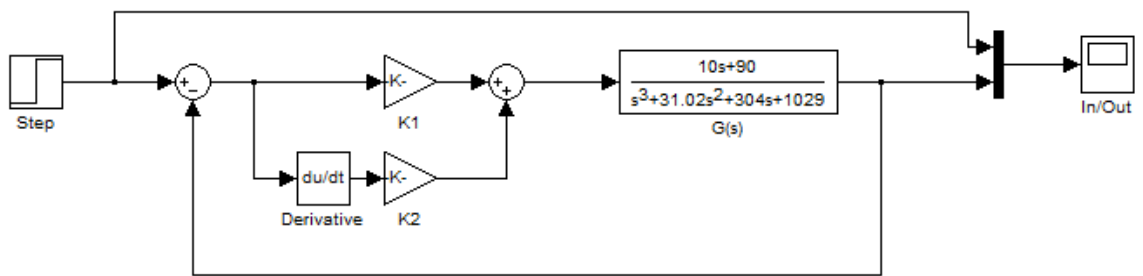 Step
+
−
K-
K1
+
+
10s+90
s³+31.02s²+304s+1029
G(s)
In/Out
du/dt
Derivative
K-
K2